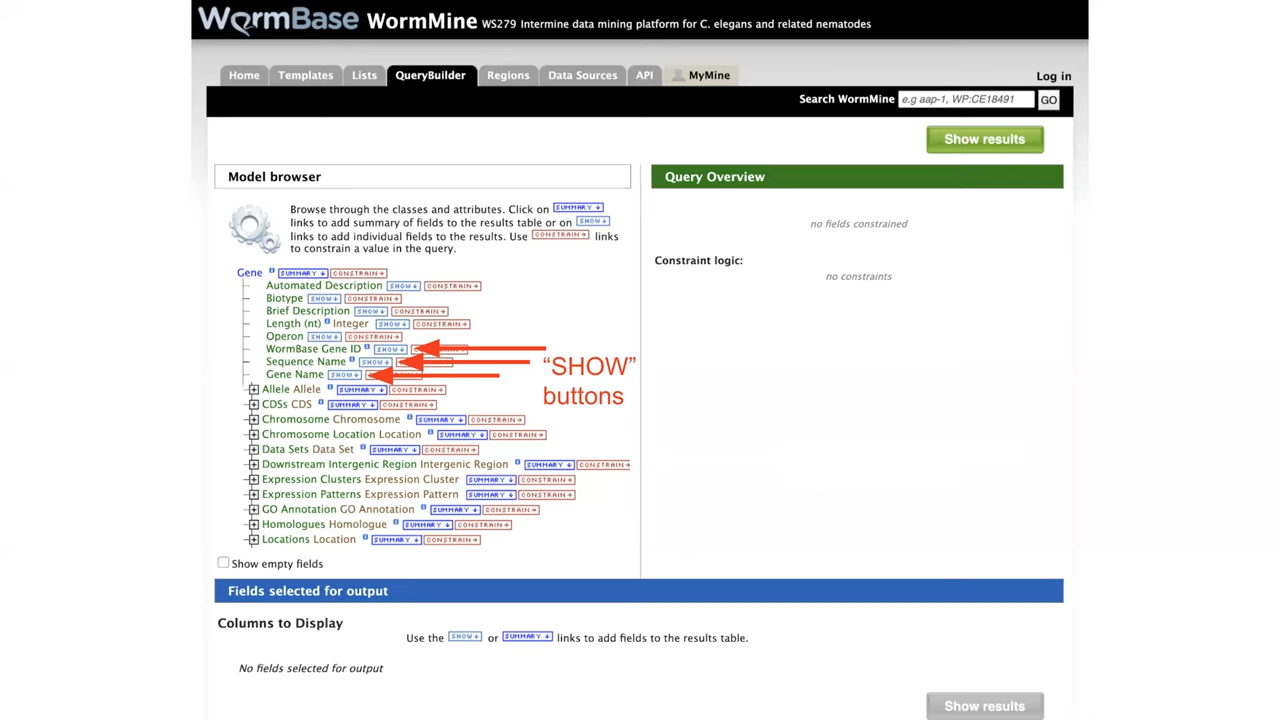 WormBase WormMine WS279 Intermine data mining platform for C. elegans and related nematodes
Home Templates Lists QueryBuilder Regions Data Sources API MyMine
Log in
Search WormMine e.g aap-1, WP:CE18491 GO
Show results
Model browser
Browse through the classes and attributes. Click on SUMMARY↓
links to add summary of fields to the results table or on SHOW↓
links to add individual fields to the results. Use CONSTRAIN→ links
to constrain a value in the query.
Gene i SUMMARY↓ CONSTRAIN→
Automated Description SHOW↓ CONSTRAIN→
Biotype SHOW↓ CONSTRAIN→
Brief Description SHOW↓ CONSTRAIN→
Length (nt) i Integer SHOW↓ CONSTRAIN→
Operon SHOW↓ CONSTRAIN→
WormBase Gene ID i SHOW↓
Sequence Name i SHOW↓
Gene Name SHOW↓
"SHOW"
buttons
Allele Allele i SUMMARY↓ CONSTRAIN→
CDSs CDS i SUMMARY↓ CONSTRAIN→
Chromosome Chromosome i SUMMARY↓ CONSTRAIN→
Chromosome Location Location i SUMMARY↓ CONSTRAIN→
Data Sets Data Set i SUMMARY↓ CONSTRAIN→
Downstream Intergenic Region Intergenic Region i SUMMARY↓ CONSTRAIN→
Expression Clusters Expression Cluster SUMMARY↓ CONSTRAIN→
Expression Patterns Expression Pattern SUMMARY↓ CONSTRAIN→
GO Annotation GO Annotation i SUMMARY↓ CONSTRAIN→
Homologues Homologue i SUMMARY↓ CONSTRAIN→
Locations Location i SUMMARY↓ CONSTRAIN→
Show empty fields
Query Overview
no fields constrained
Constraint logic:
no constraints
Fields selected for output
Columns to Display
Use the SHOW↓ or SUMMARY↓ links to add fields to the results table.
No fields selected for output
Show results